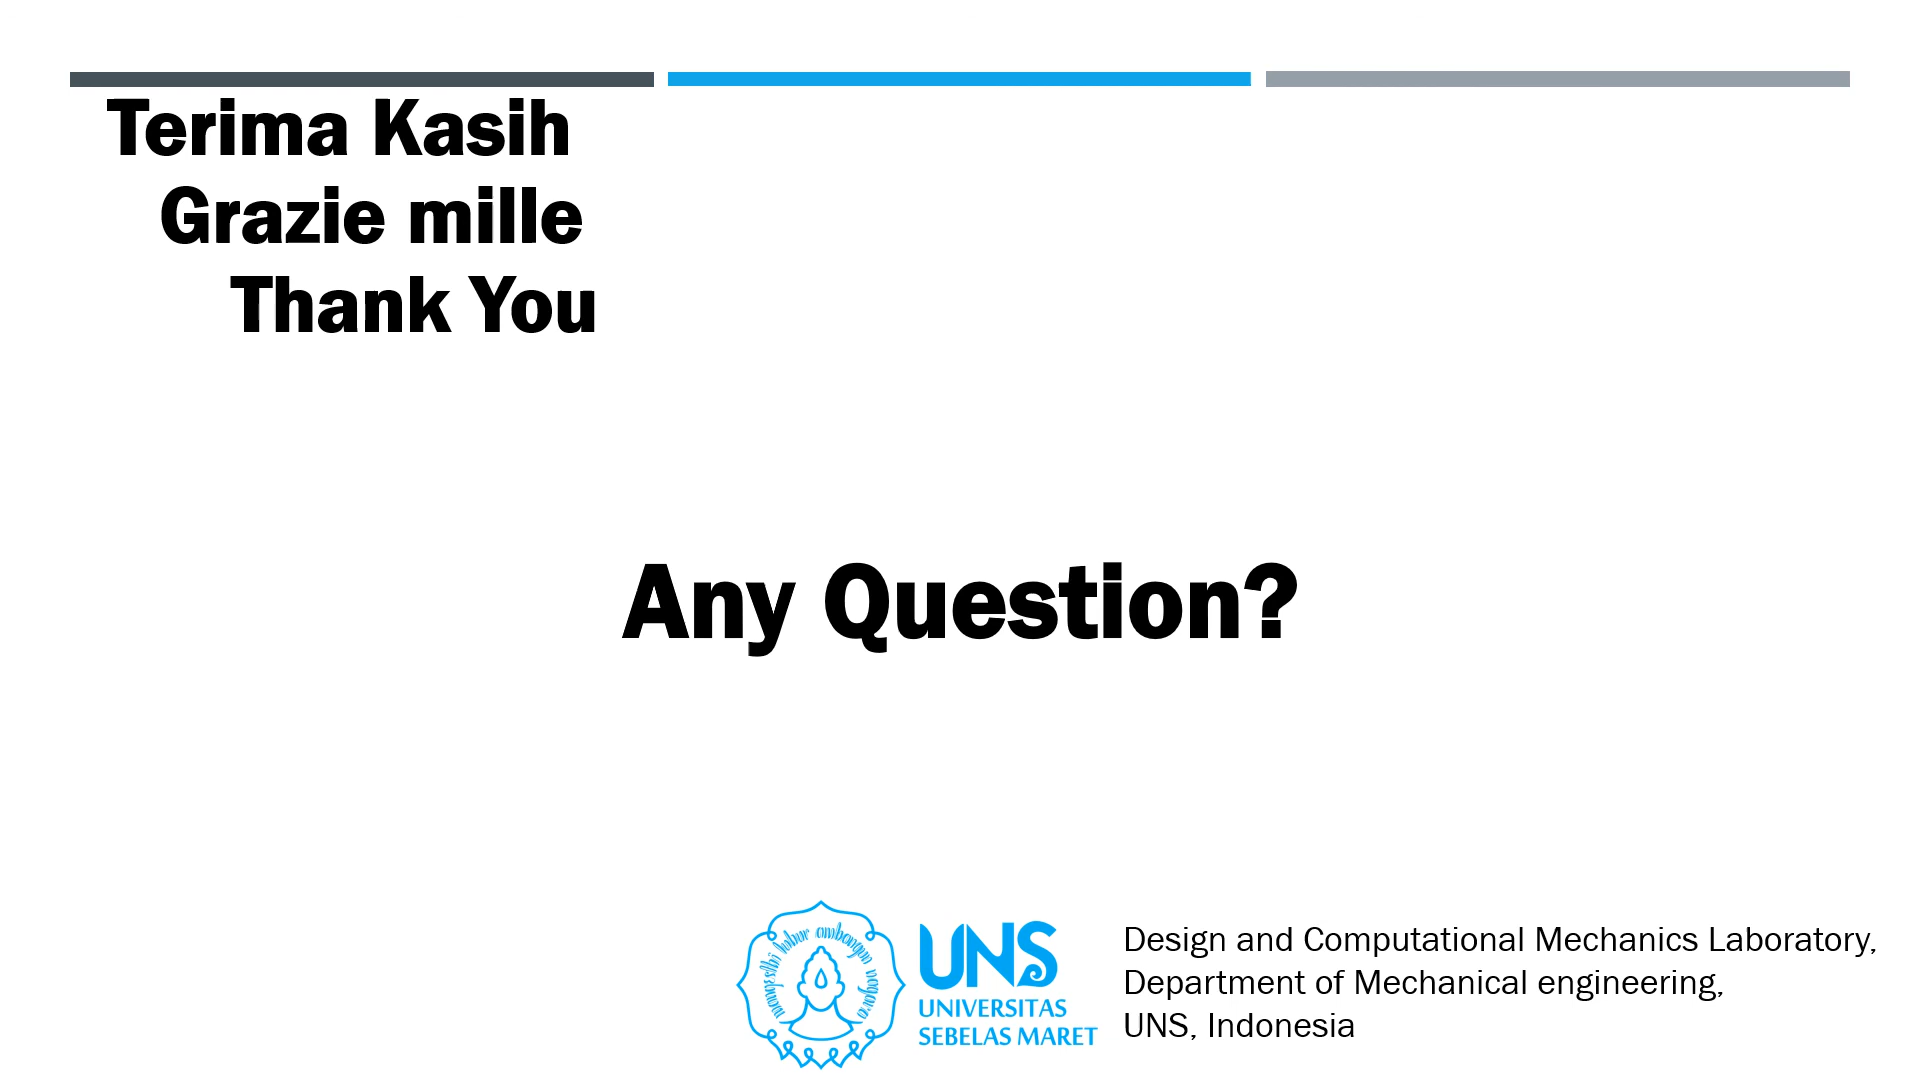 Terima Kasih
Grazie mille
Thank You
Any Question?
UNS
UNIVERSITAS
SEBELAS MARET
Design and Computational Mechanics Laboratory,
Department of Mechanical engineering,
UNS, Indonesia